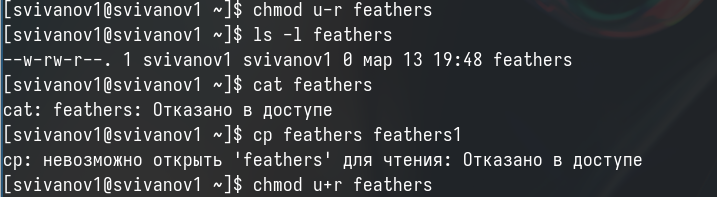 [svivanov1@svivanov1 ~]$ chmod u-r feathers
[svivanov1@svivanov1 ~]$ ls -l feathers
--w-rw-r--. 1 svivanov1 svivanov1 0 мар 13 19:48 feathers
[svivanov1@svivanov1 ~]$ cat feathers
cat: feathers: Отказано в доступе
[svivanov1@svivanov1 ~]$ cp feathers feathers1
cp: невозможно открыть 'feathers' для чтения: Отказано в доступе
[svivanov1@svivanov1 ~]$ chmod u+r feathers